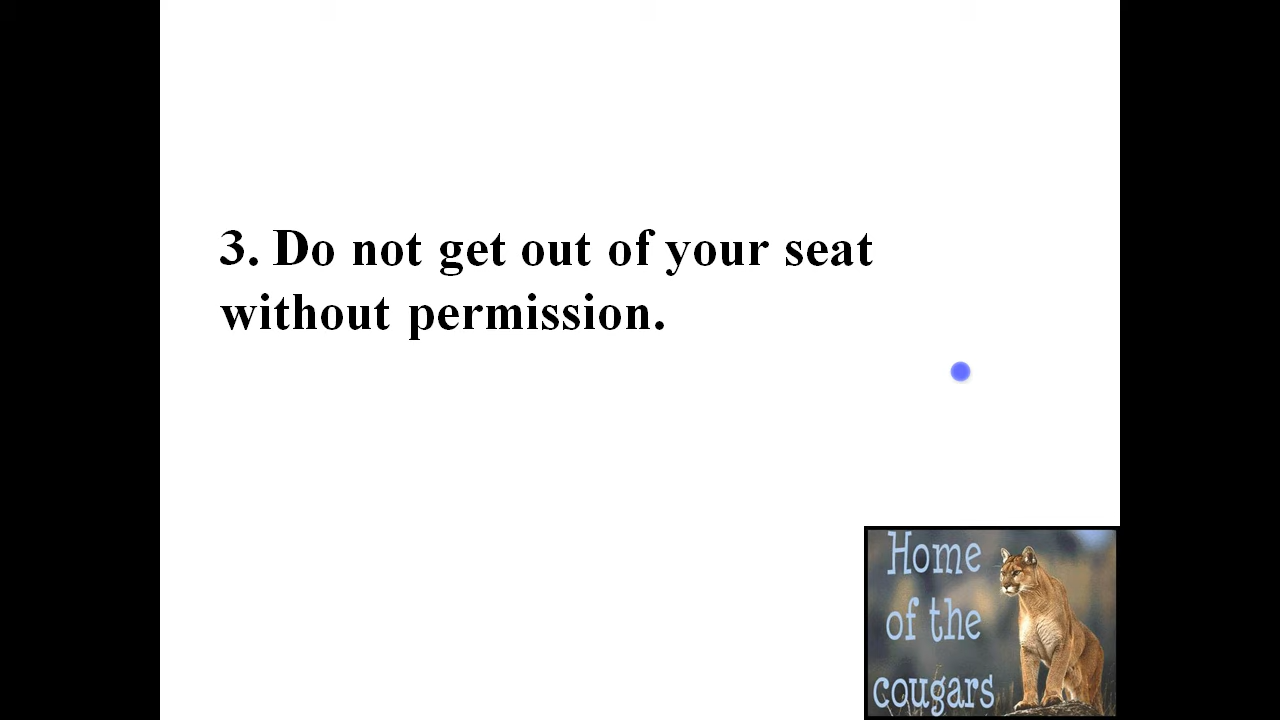 3. Do not get out of your seat
without permission.
Home
of the
cougars